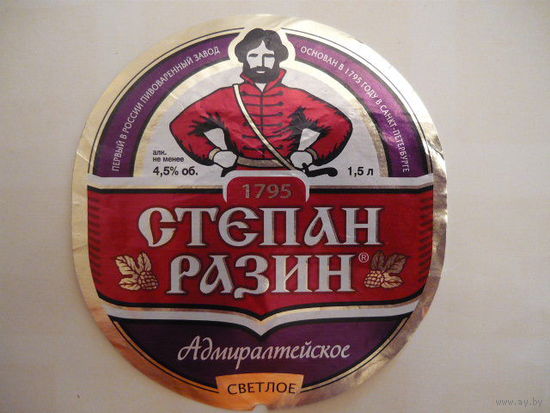 ПЕРВЫЙ В РОССИИ ПИВОВАРЕННЫЙ ЗАВОД
ОСНОВАН В 1795 ГОДУ В САНКТ-ПЕТЕРБУРГЕ
алк.
не менее
4,5% об.
1,5 л
1795
СТЕПАН
РАЗИН®
Адмиралтейское
СВЕТЛОЕ
www.ay.by